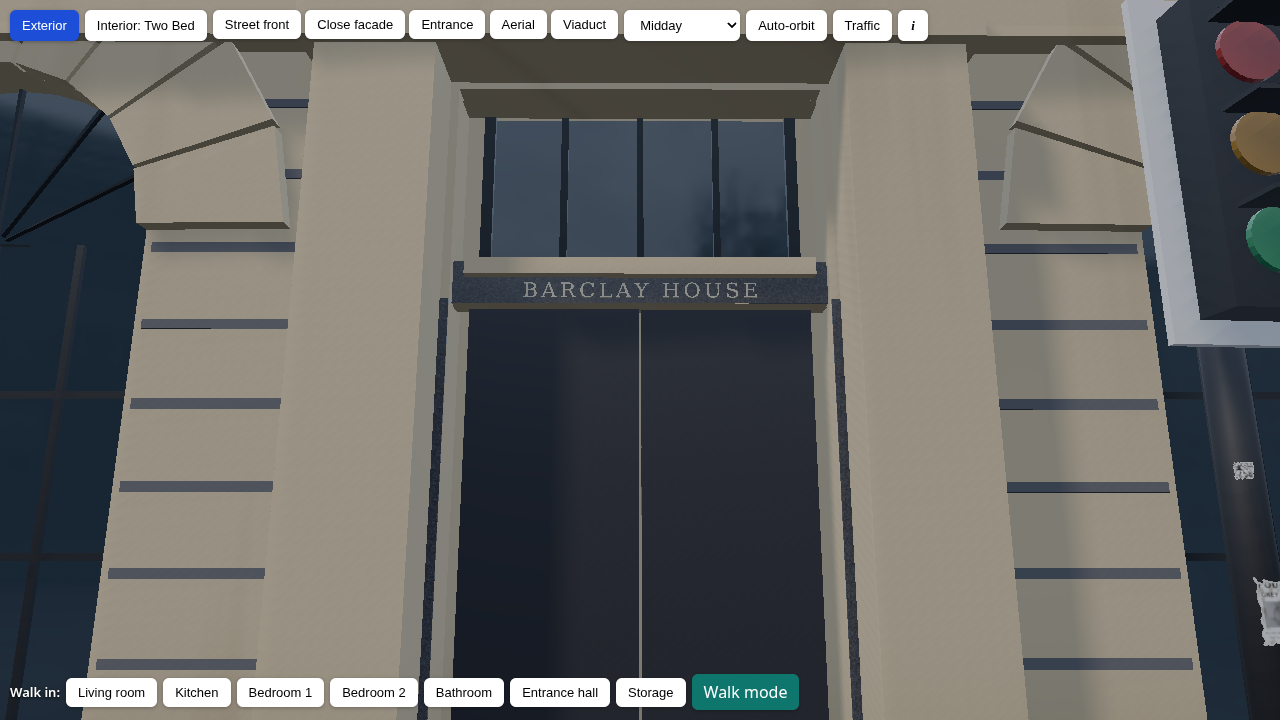 Exterior
Interior: Two Bed
Street front
Close facade
Entrance
Aerial
Viaduct
Midday
Auto-orbit
Traffic
i
BARCLAY HOUSE
Walk in:
Living room
Kitchen
Bedroom 1
Bedroom 2
Bathroom
Entrance hall
Storage
Walk mode